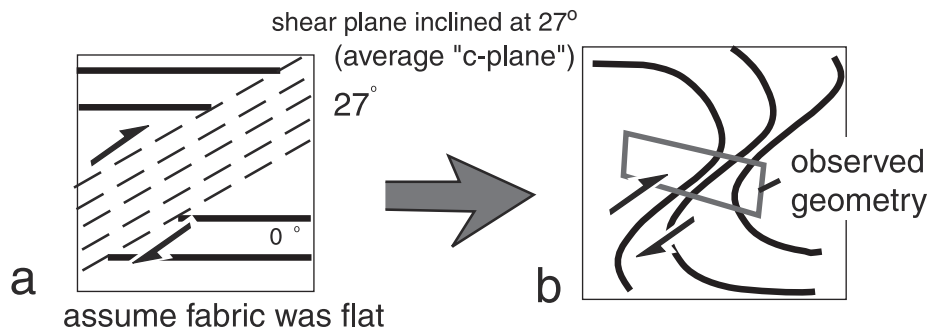 shear plane inclined at 27°
(average "c-plane")
27°
0 °
observed
geometry
a
b
assume fabric was flat